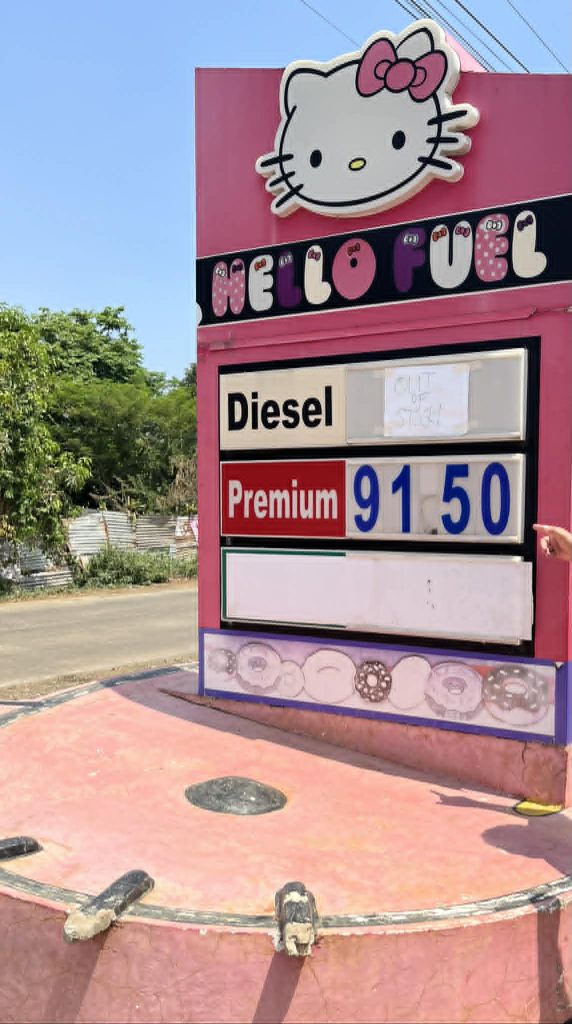 HELLO FUEL
Diesel
OUT
OF
STOCK
Premium 91.50